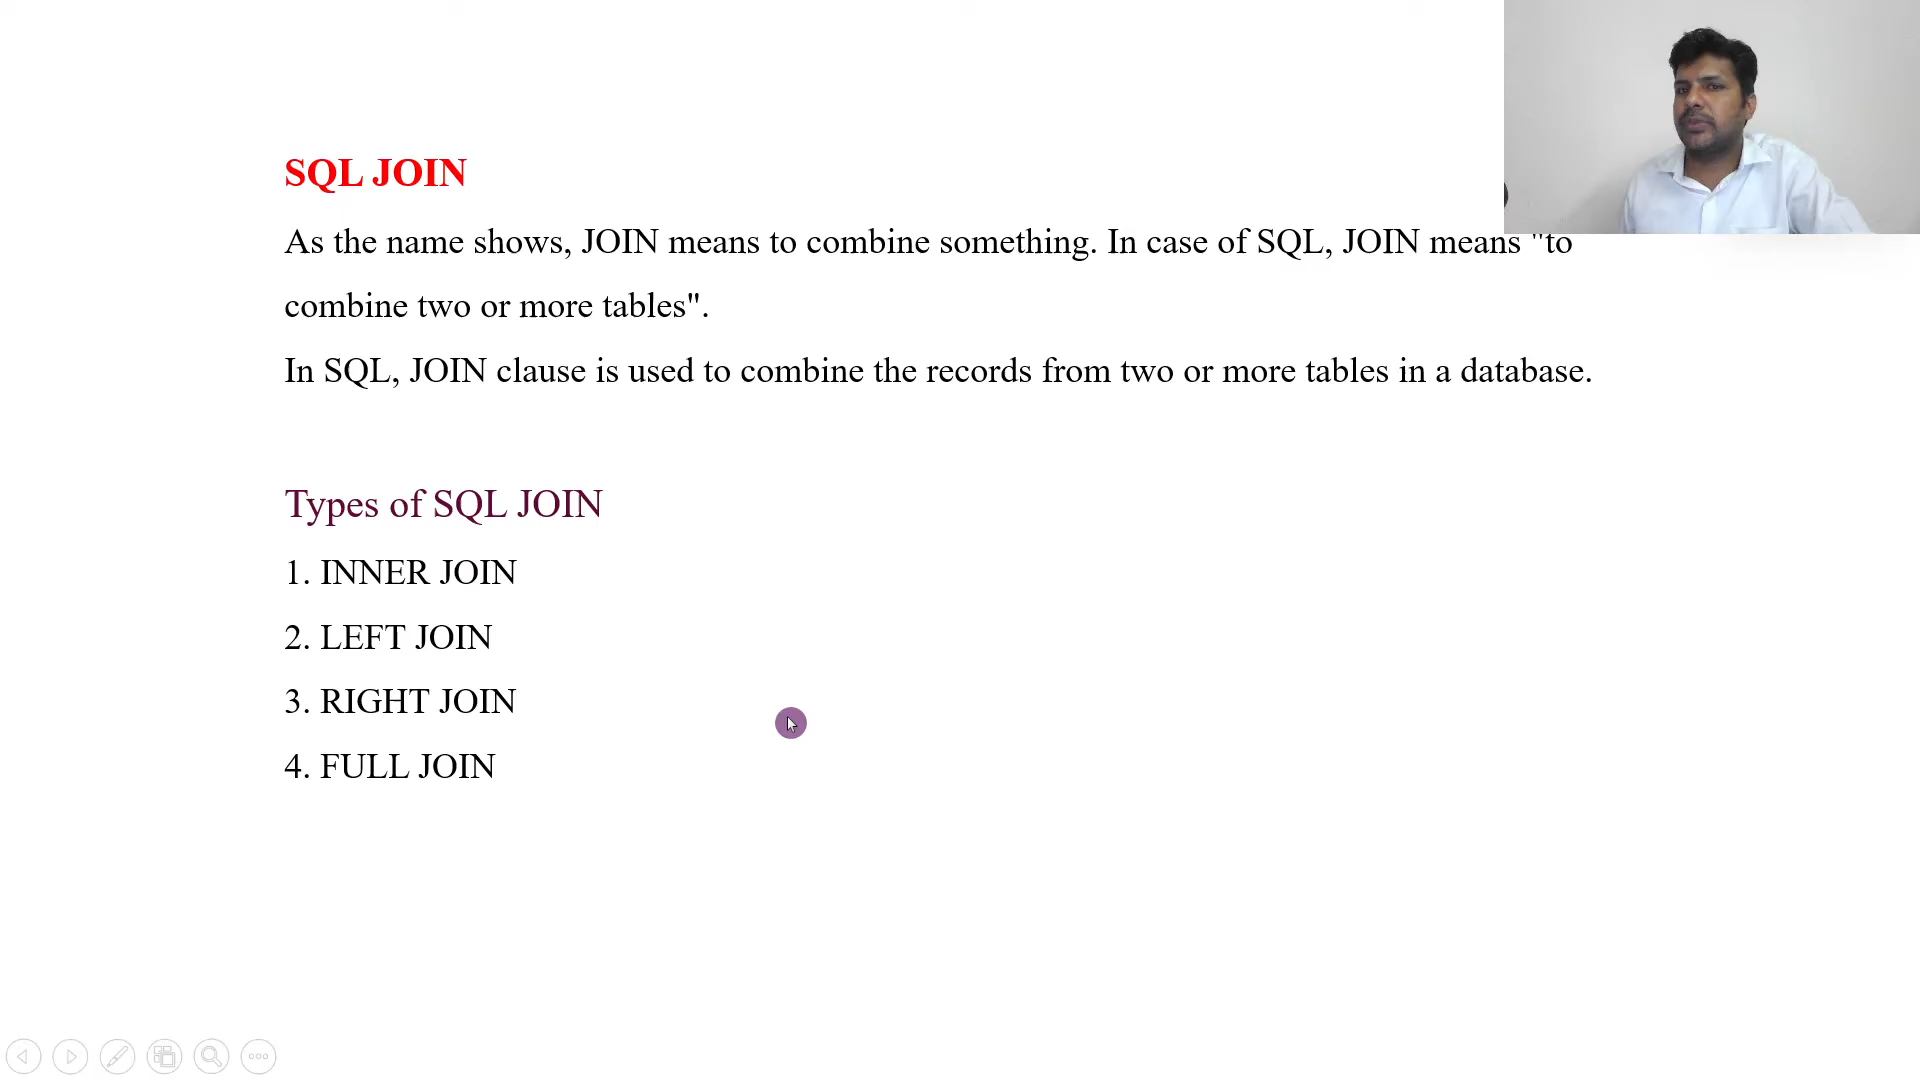 SQL JOIN
As the name shows, JOIN means to combine something. In case of SQL, JOIN means "to
combine two or more tables".
In SQL, JOIN clause is used to combine the records from two or more tables in a database.
Types of SQL JOIN
1. INNER JOIN
2. LEFT JOIN
3. RIGHT JOIN
4. FULL JOIN